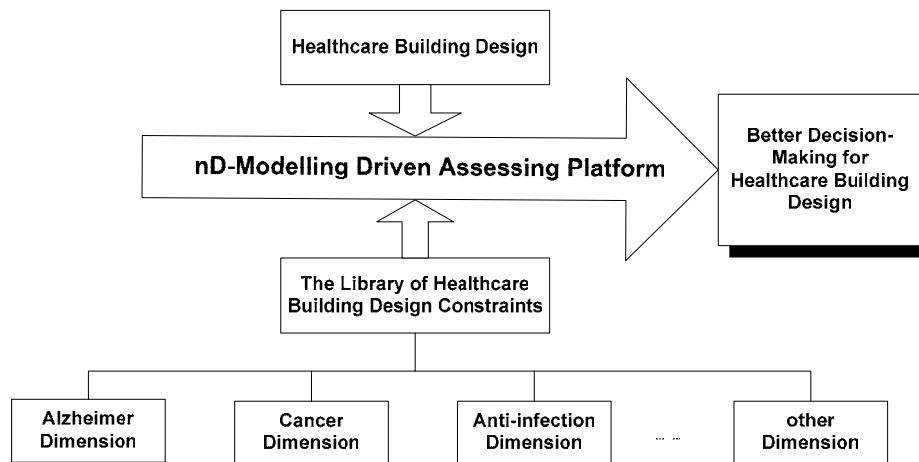 Healthcare Building Design
nD-Modelling Driven Assessing Platform
Better Decision-
Making for
Healthcare Building
Design
The Library of Healthcare
Building Design Constraints
Alzheimer
Dimension
Cancer
Dimension
Anti-infection
Dimension
... ...
other
Dimension